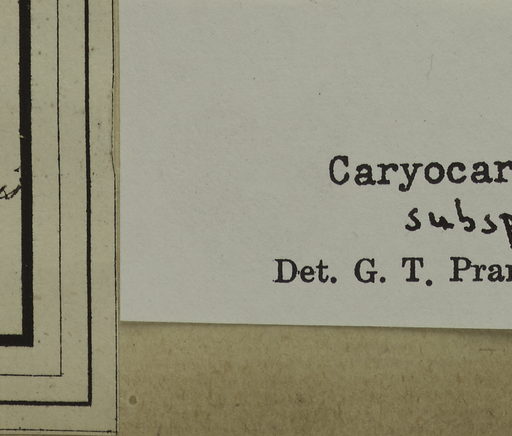 Caryocar
subsp
Det. G. T. Pran